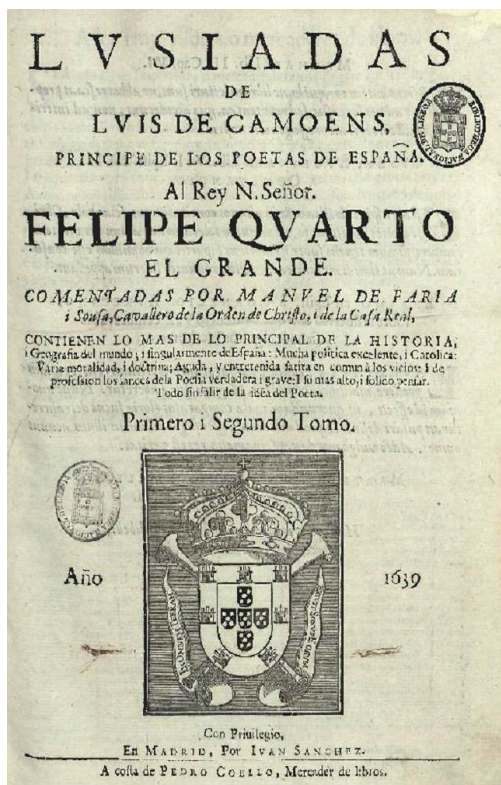 LVSIADAS
DE
LVIS DE CAMOENS,
PRINCIPE DE LOS POETAS DE ESPAÑA.
Al Rey N. Señor.
FELIPE QVARTO
EL GRANDE.
COMENTADAS POR MANVEL DE FARIA
i Sousa, Cavallero de la Orden de Christo, i de la Casa Real,
CONTIENEN LO MAS DE LO PRINCIPAL DE LA HISTORIA,
i Geografia del mundo; i singularmente de España: Mucha politica excelente, i Catolica:
Varia moralidad, i doctrina; Aguda, y entretenida satira en comun à los vicios: I de
profession los lances de la Poesia verdadera i grave: I su mas alto, i solido pensar.
Todo sin salir de la idea del Poeta.
Primero i Segundo Tomo.
Año 1639
Con Priuilegio,
En MADRID, Por IVAN SANCHEZ.
A costa de PEDRO COELLO, Mercader de libros.